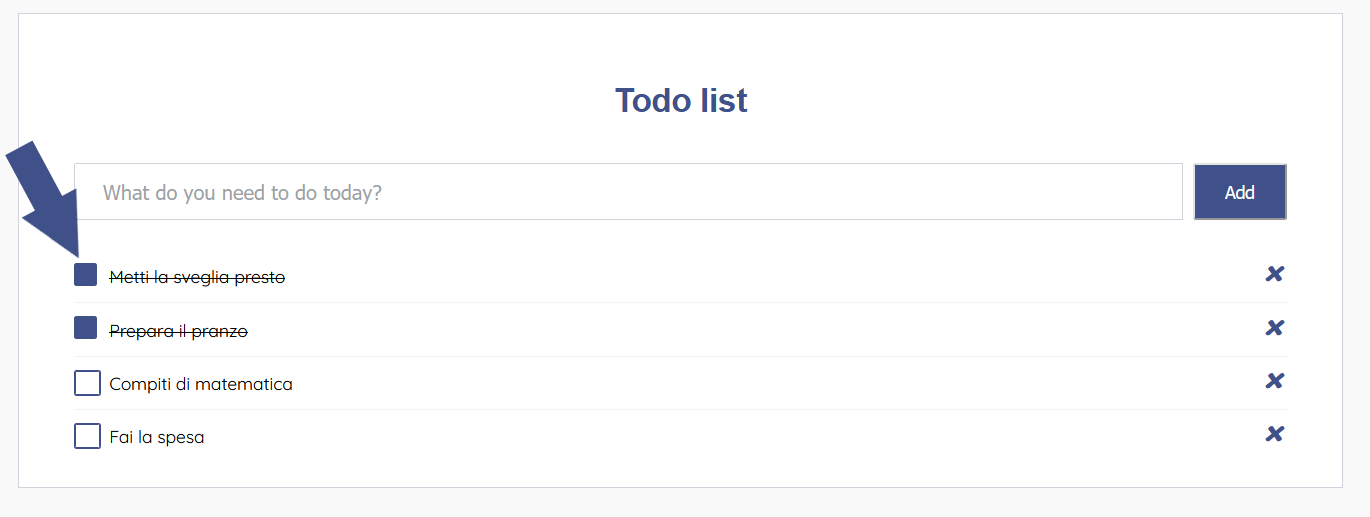 Todo list
What do you need to do today?
Add
Metti la sveglia presto
Prepara il pranzo
Compiti di matematica
Fai la spesa